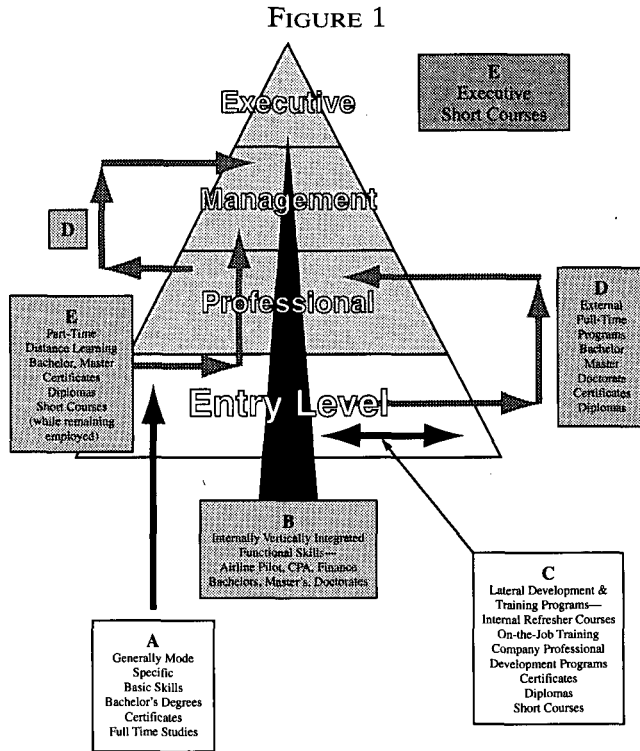 FIGURE 1
Executive
E
Executive
Short Courses
Management
D
Professional
E
Part-Time
Distance Learning
Bachelor, Master
Certificates
Diplomas
Short Courses
(while remaining
employed)
D
External
Full-Time
Programs
Bachelor
Master
Doctorate
Certificates
Diplomas
Entry Level
B
Internally Vertically Integrated
Functional Skills—
Airline Pilot, CPA, Finance
Bachelors, Master's, Doctorates
C
Lateral Development &
Training Programs—
Internal Refresher Courses
On-the-Job Training
Company Professional
Development Programs
Certificates
Diplomas
Short Courses
A
Generally Mode
Specific
Basic Skills
Bachelor's Degrees
Certificates
Full Time Studies